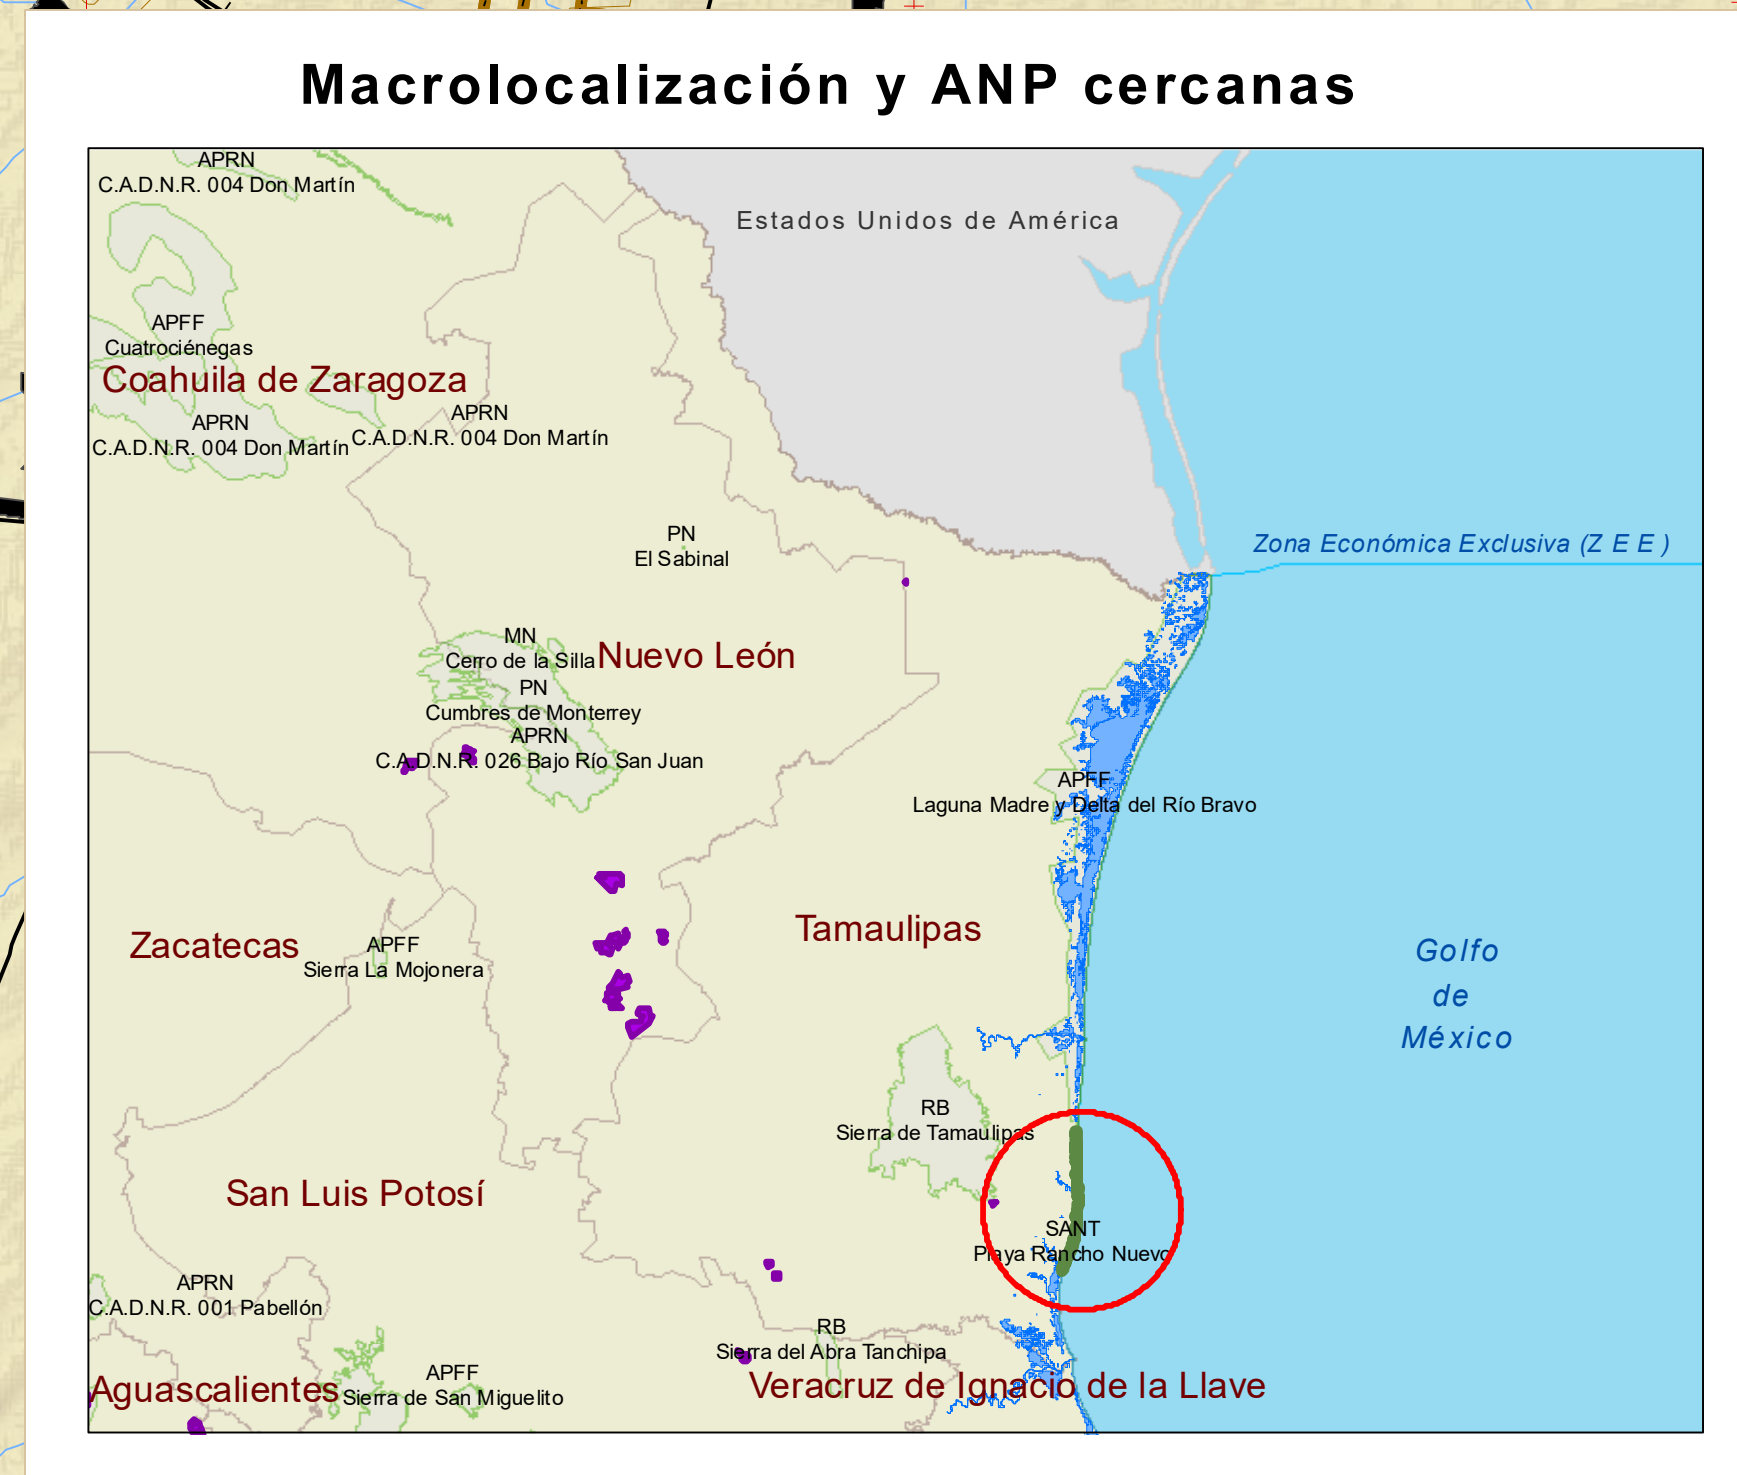 Macrolocalización y ANP cercanas
APRN
C.A.D.N.R. 004 Don Martín
Estados Unidos de América
APFF
Cuatrociénegas
Coahuila de Zaragoza
APRN
C.A.D.N.R. 004 Don Martín
APRN
C.A.D.N.R. 004 Don Martín
PN
El Sabinal
Zona Económica Exclusiva (Z E E )
MN
Cerro de la Silla
Nuevo León
PN
Cumbres de Monterrey
APRN
C.A.D.N.R. 026 Bajo Río San Juan
APFF
Laguna Madre y Delta del Río Bravo
Tamaulipas
Zacatecas
APFF
Sierra La Mojonera
Golfo
de
México
RB
Sierra de Tamaulipas
San Luis Potosí
SANT
Playa Rancho Nuevo
APRN
C.A.D.N.R. 001 Pabellón
RB
Sierra del Abra Tanchipa
Aguascalientes
APFF
Sierra de San Miguelito
Veracruz de Ignacio de la Llave